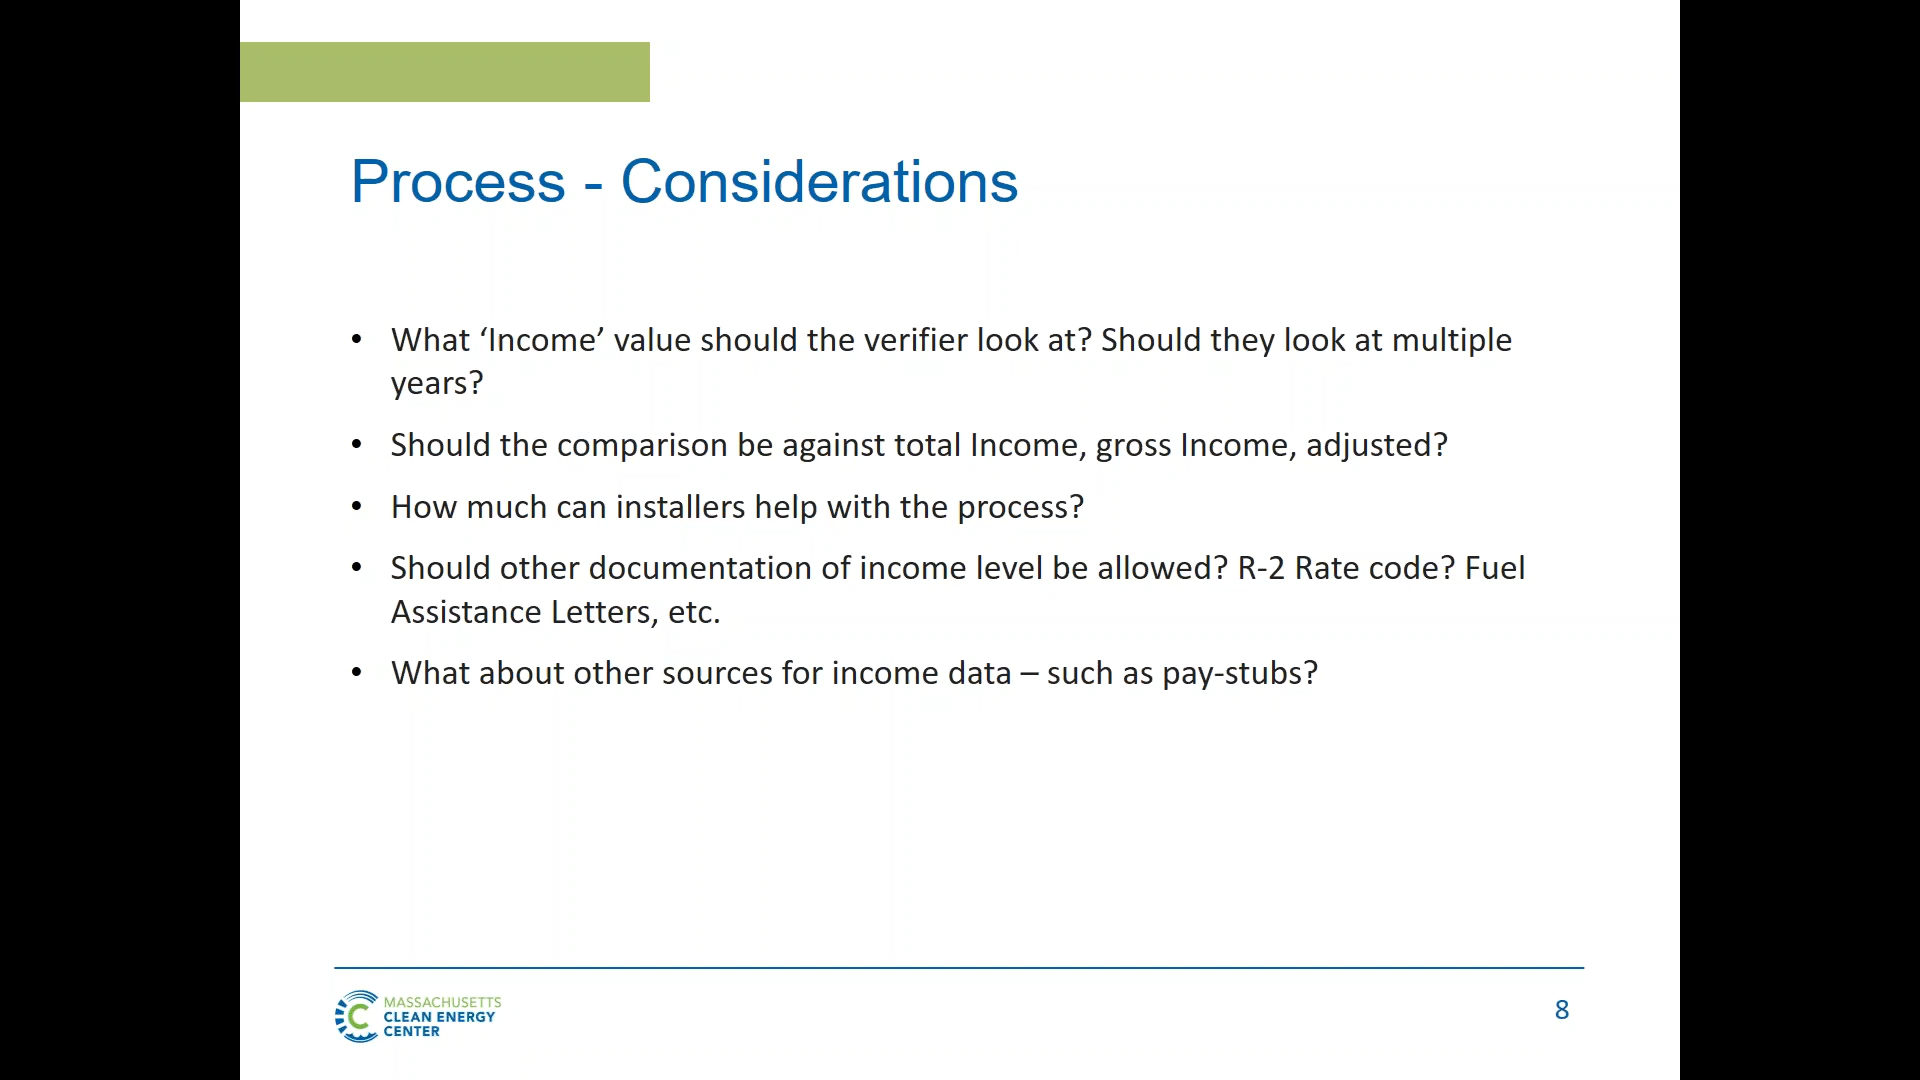 Process - Considerations
• What ‘Income’ value should the verifier look at? Should they look at multiple
years?
• Should the comparison be against total Income, gross Income, adjusted?
• How much can installers help with the process?
• Should other documentation of income level be allowed? R-2 Rate code? Fuel
Assistance Letters, etc.
• What about other sources for income data – such as pay-stubs?
MASSACHUSETTS
CLEAN ENERGY
CENTER
8